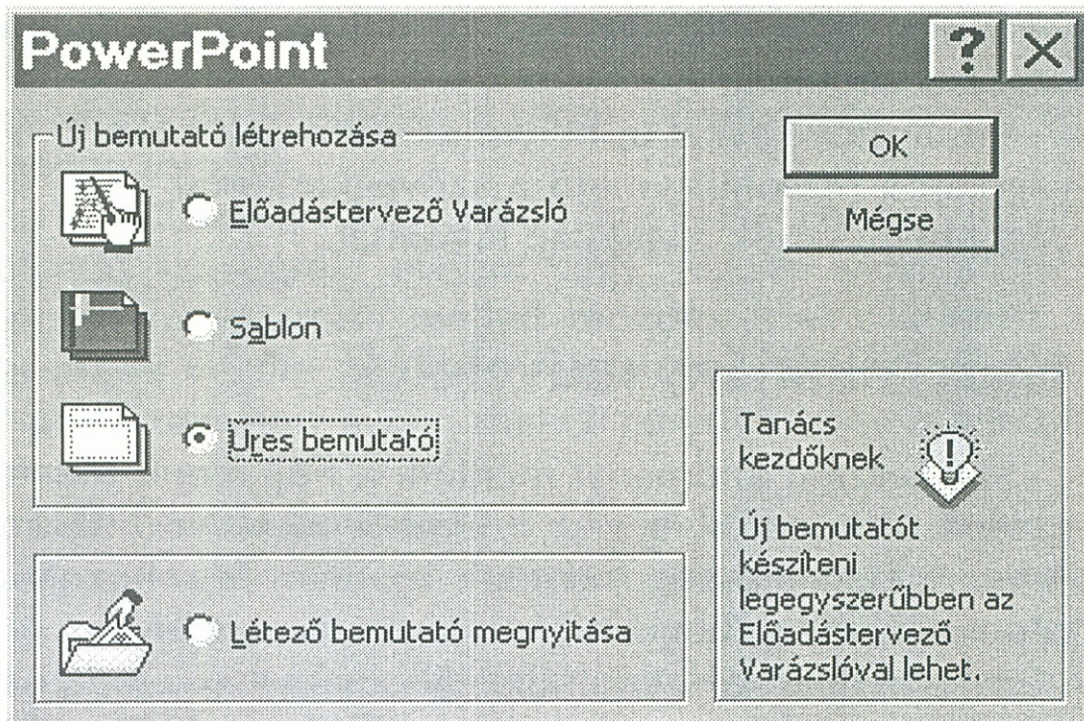 PowerPoint
Új bemutató létrehozása
Előadástervező Varázsló
Sablon
Üres bemutató
Létező bemutató megnyitása
OK
Mégse
Tanács
kezdőknek
Új bemutatót
készíteni
legegyszerűbben az
Előadástervező
Varázslóval lehet.